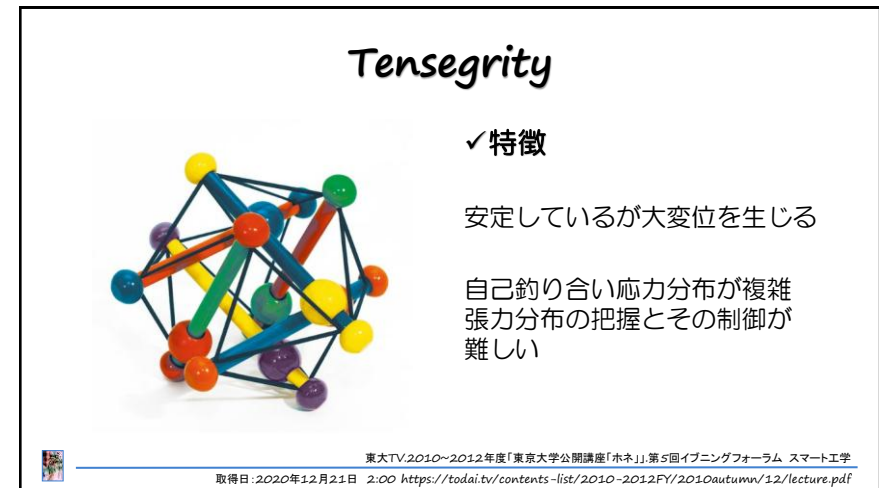 Tensegrity
✓特徴
安定しているが大変位を生じる
自己釣り合い応力分布が複雑
張力分布の把握とその制御が
難しい
東大TV.2010~2012年度「東京大学公開講座「ホネ」」.第5回イブニングフォーラム スマート工学
取得日:2020年12月21日 2:00 https://todai.tv/contents-list/2010-2012FY/2010autumn/12/lecture.pdf